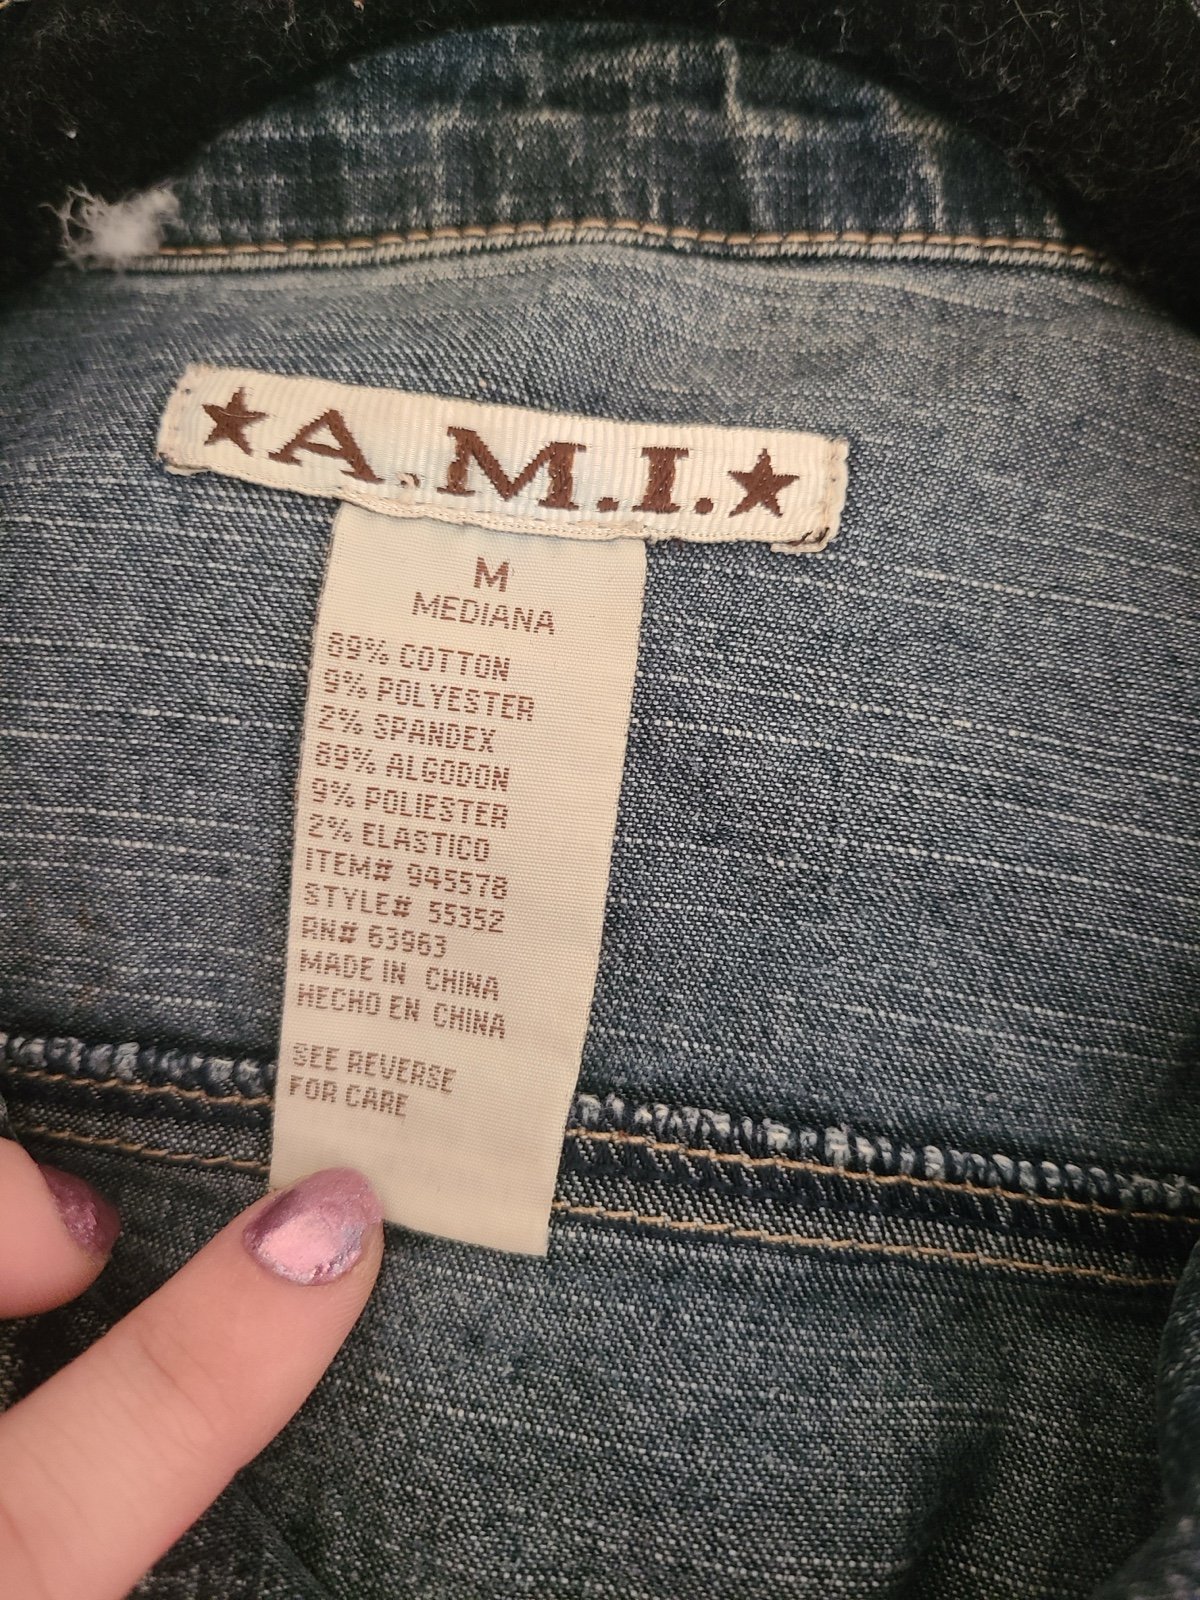 ★A.M.I.★
M
MEDIANA
89% COTTON
9% POLYESTER
2% SPANDEX
89% ALGODON
9% POLIESTER
2% ELASTICO
ITEM# 945578
STYLE# 55352
RN# 63963
MADE IN CHINA
HECHO EN CHINA
SEE REVERSE
FOR CARE